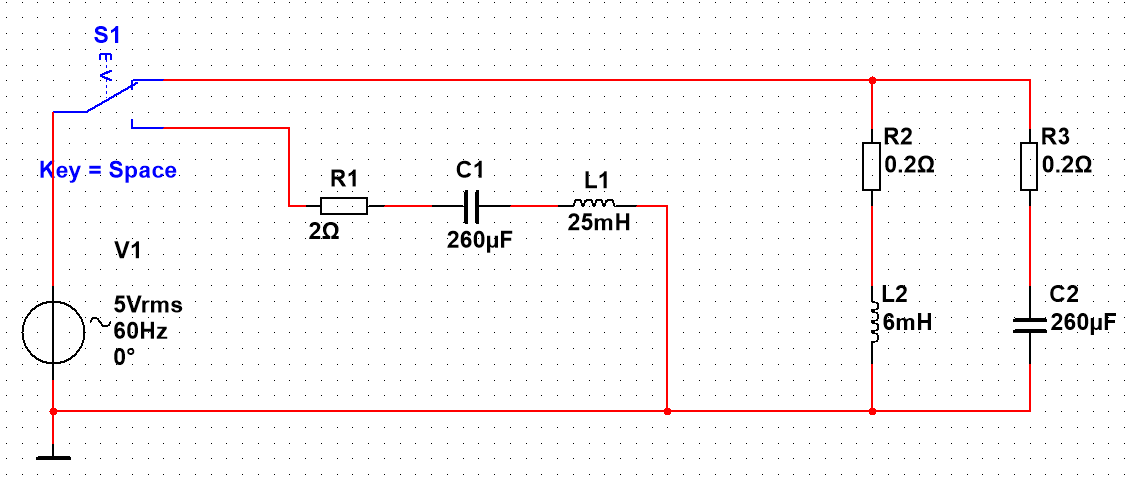 S1
Key = Space
V1
5Vrms
60Hz
0°
R1
2Ω
C1
260µF
L1
25mH
R2
0.2Ω
R3
0.2Ω
L2
6mH
C2
260µF